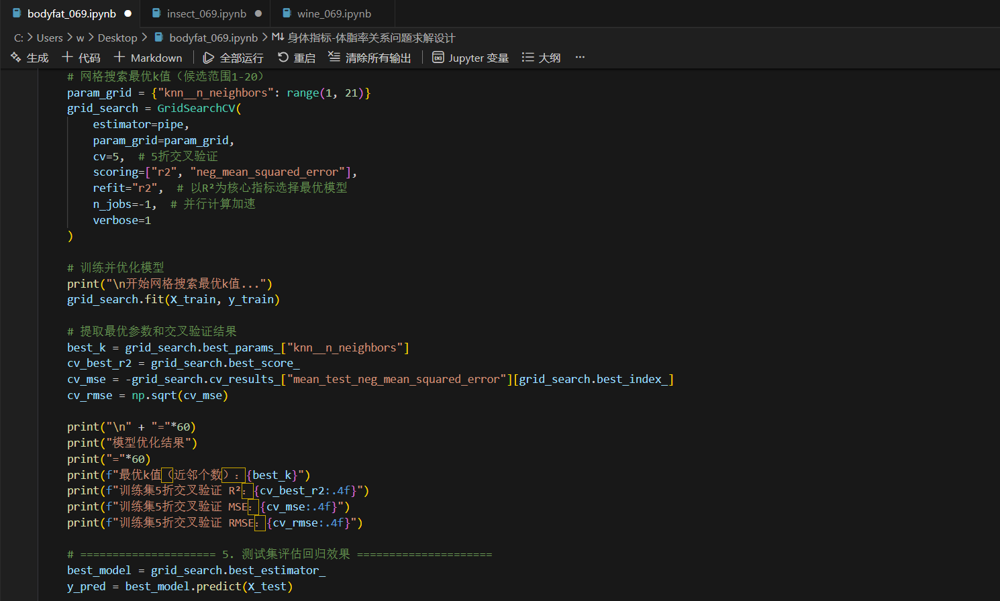 bodyfat_069.ipynb insect_069.ipynb wine_069.ipynb
C: > Users > w > Desktop > bodyfat_069.ipynb > M↓ 身体指标-体脂率关系问题求解设计
生成 + 代码 + Markdown 全部运行 重启 清除所有输出 Jupyter 变量 大纲 ···
# 网格搜索最优k值（候选范围1-20）
param_grid = {"knn__n_neighbors": range(1, 21)}
grid_search = GridSearchCV(
    estimator=pipe,
    param_grid=param_grid,
    cv=5,  # 5折交叉验证
    scoring=["r2", "neg_mean_squared_error"],
    refit="r2",  # 以R²为核心指标选择最优模型
    n_jobs=-1,  # 并行计算加速
    verbose=1
)
# 训练并优化模型
print("\n开始网格搜索最优k值...")
grid_search.fit(X_train, y_train)
# 提取最优参数和交叉验证结果
best_k = grid_search.best_params_["knn__n_neighbors"]
cv_best_r2 = grid_search.best_score_
cv_mse = -grid_search.cv_results_["mean_test_neg_mean_squared_error"][grid_search.best_index_]
cv_rmse = np.sqrt(cv_mse)
print("\n" + "="*60)
print("模型优化结果")
print("="*60)
print(f"最优k值（近邻个数）：{best_k}")
print(f"训练集5折交叉验证 R²：{cv_best_r2:.4f}")
print(f"训练集5折交叉验证 MSE：{cv_mse:.4f}")
print(f"训练集5折交叉验证 RMSE：{cv_rmse:.4f}")
# ===================== 5. 测试集评估回归效果 =====================
best_model = grid_search.best_estimator_
y_pred = best_model.predict(X_test)